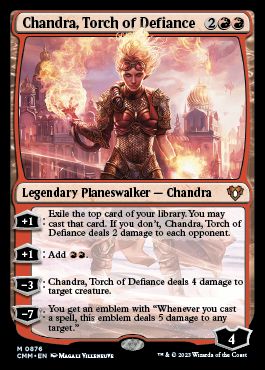 Chandra, Torch of Defiance 2
Legendary Planeswalker — Chandra
+1: Exile the top card of your library. You may
cast that card. If you don't, Chandra, Torch of
Defiance deals 2 damage to each opponent.
+1: Add
-3: Chandra, Torch of Defiance deals 4 damage to
target creature.
-7: You get an emblem with "Whenever you cast
a spell, this emblem deals 5 damage to any
target."
4
M 0876
CMM • EN Magali Villeneuve
™ & © 2023 Wizards of the Coast